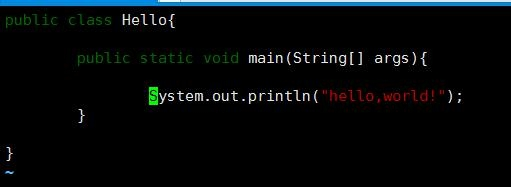 public class Hello{
public static void main(String[] args){
System.out.println("hello,world!");
}
}
~